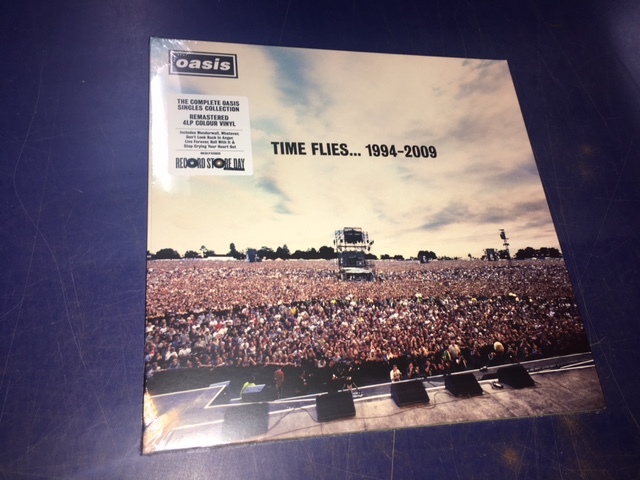 oasis
THE COMPLETE OASIS
SINGLES COLLECTION
REMASTERED
4LP COLOUR VINYL
Includes Wonderwall, Whatever,
Don't Look Back In Anger,
Live Forever, Roll With It &
Stop Crying Your Heart Out
RECORD STORE DAY
TIME FLIES... 1994-2009